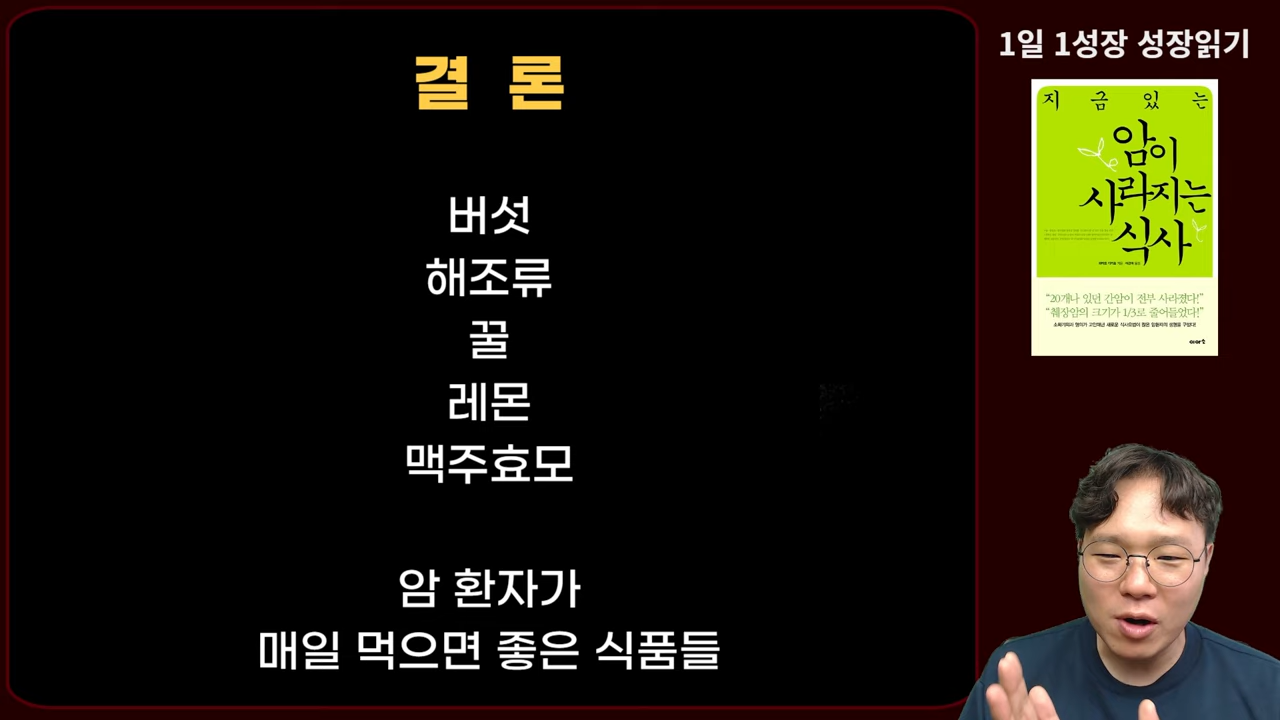 결 론
버섯
해조류
꿀
레몬
맥주효모
암 환자가
매일 먹으면 좋은 식품들
1일 1성장 성장읽기
지금있는
암이
사라지는
식사
“20개나 있던 간암이 전부 사라졌다!”
“췌장암의 크기가 1/3로 줄어들었다!”